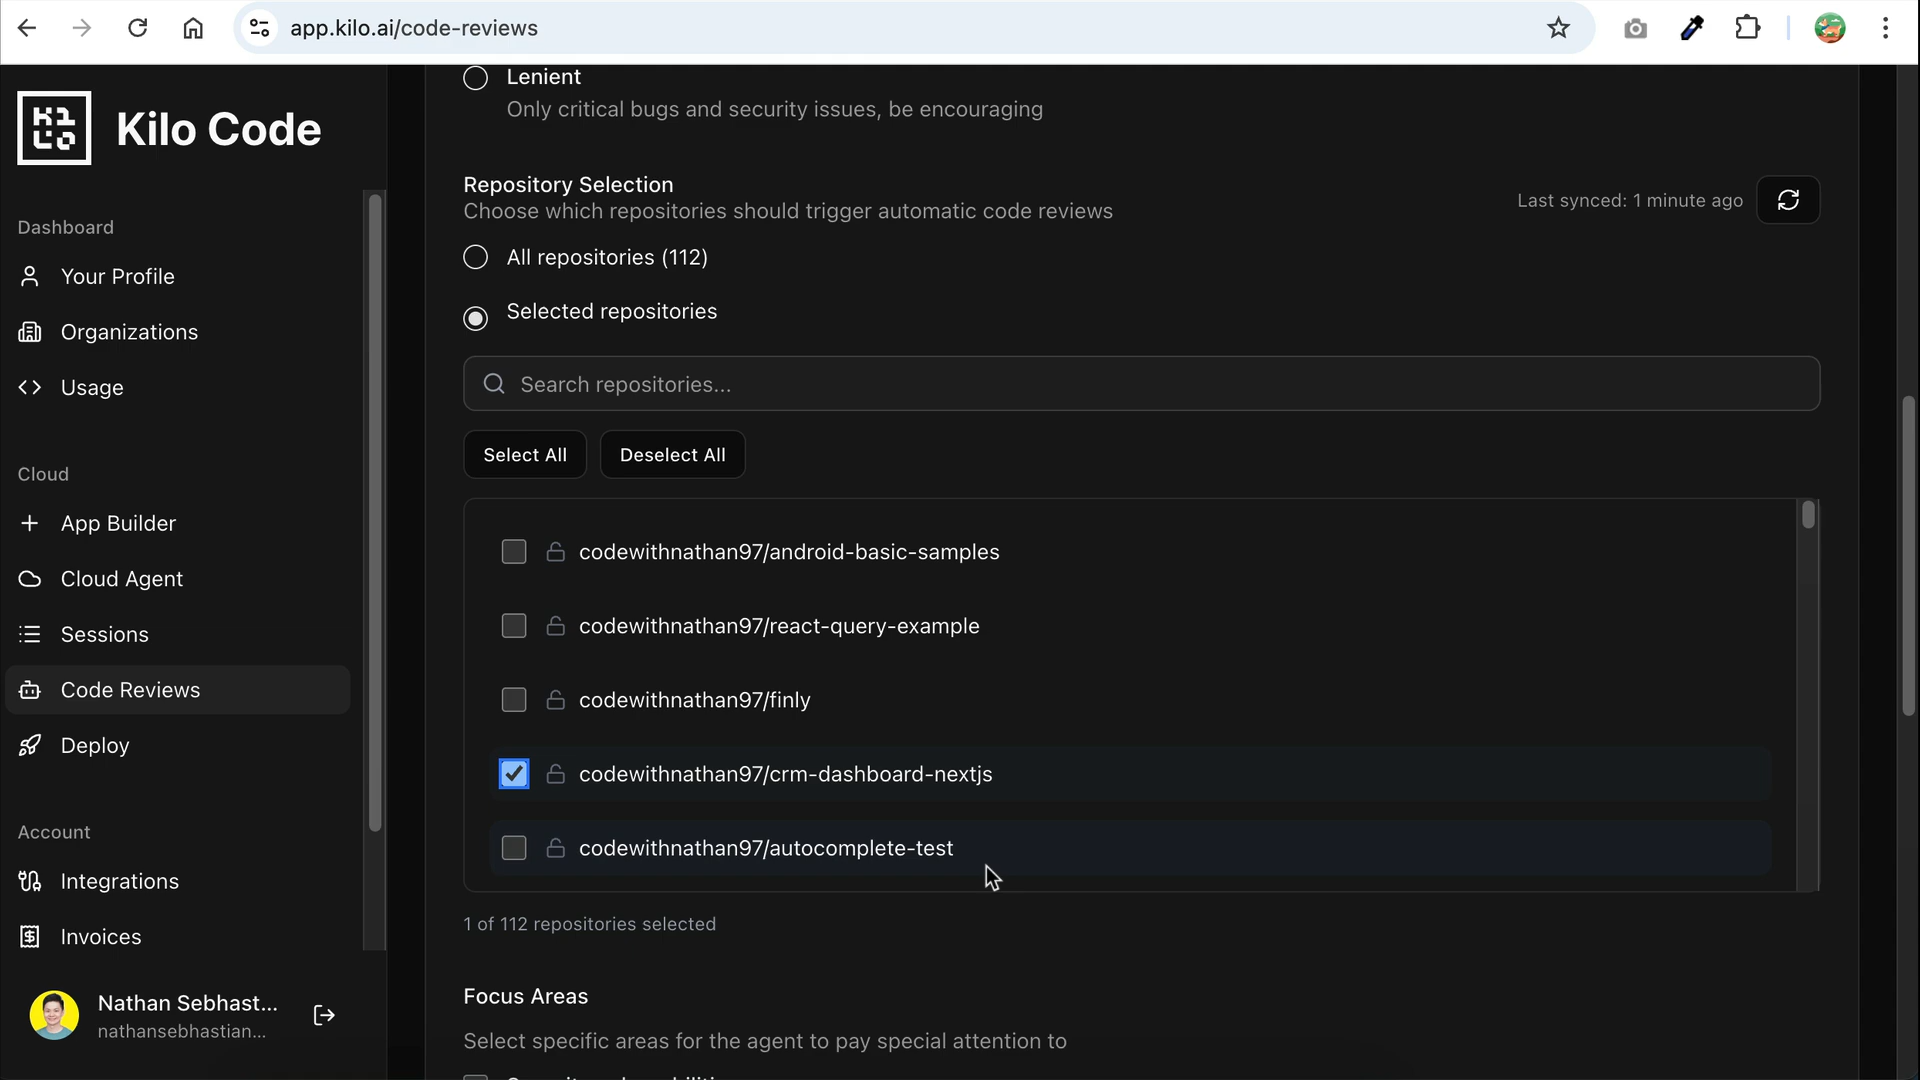 app.kilo.ai/code-reviews
Kilo Code
Dashboard
Your Profile
Organizations
Usage
Cloud
App Builder
Cloud Agent
Sessions
Code Reviews
Deploy
Account
Integrations
Invoices
Nathan Sebhast...
nathansebhastian...
Lenient
Only critical bugs and security issues, be encouraging
Repository Selection
Choose which repositories should trigger automatic code reviews
Last synced: 1 minute ago
All repositories (112)
Selected repositories
Search repositories...
Select All
Deselect All
codewithnathan97/android-basic-samples
codewithnathan97/react-query-example
codewithnathan97/finly
codewithnathan97/crm-dashboard-nextjs
codewithnathan97/autocomplete-test
1 of 112 repositories selected
Focus Areas
Select specific areas for the agent to pay special attention to